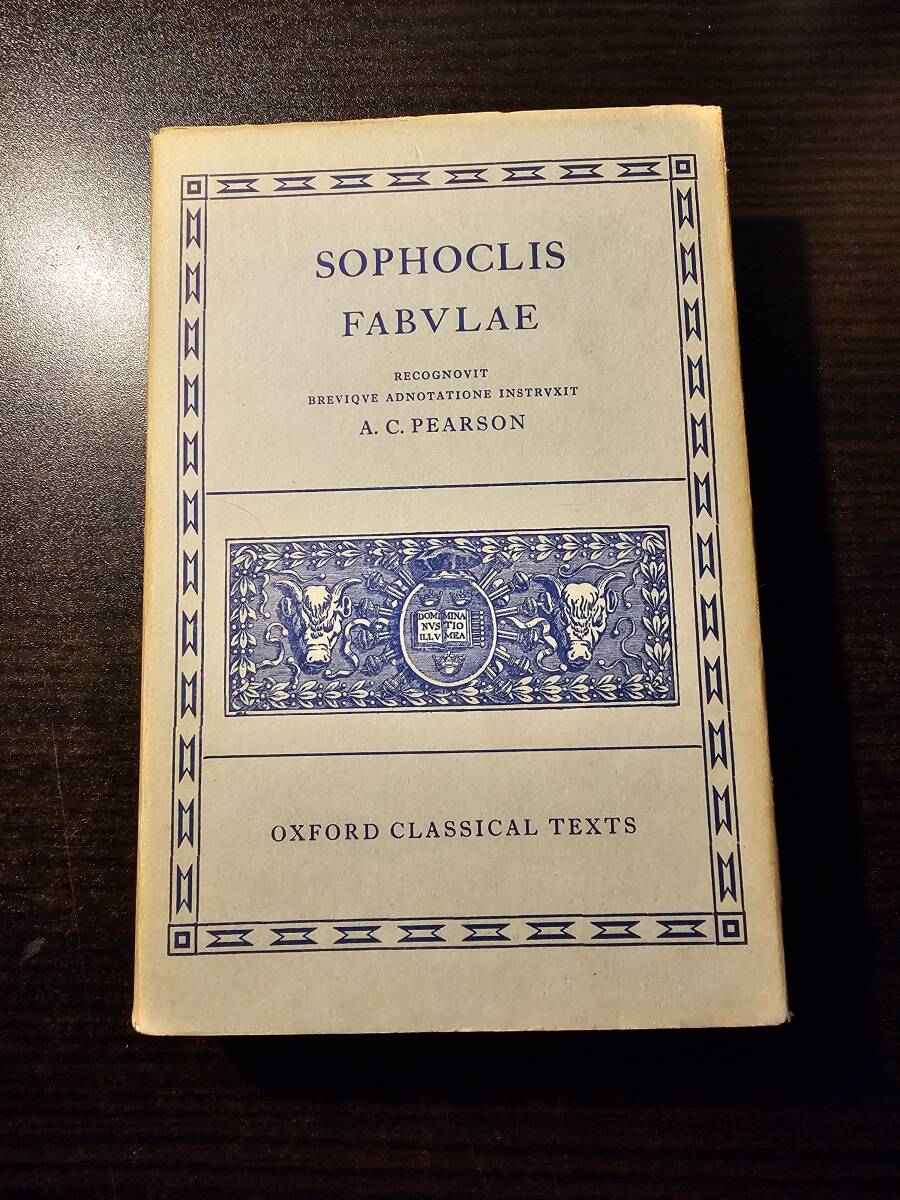 SOPHOCLIS
FABVLAE
RECOGNOVIT
BREVIQVE ADNOTATIONE INSTRVXIT
A. C. PEARSON
DOMI MINA
NVS TIO
ILLV MEA
OXFORD CLASSICAL TEXTS